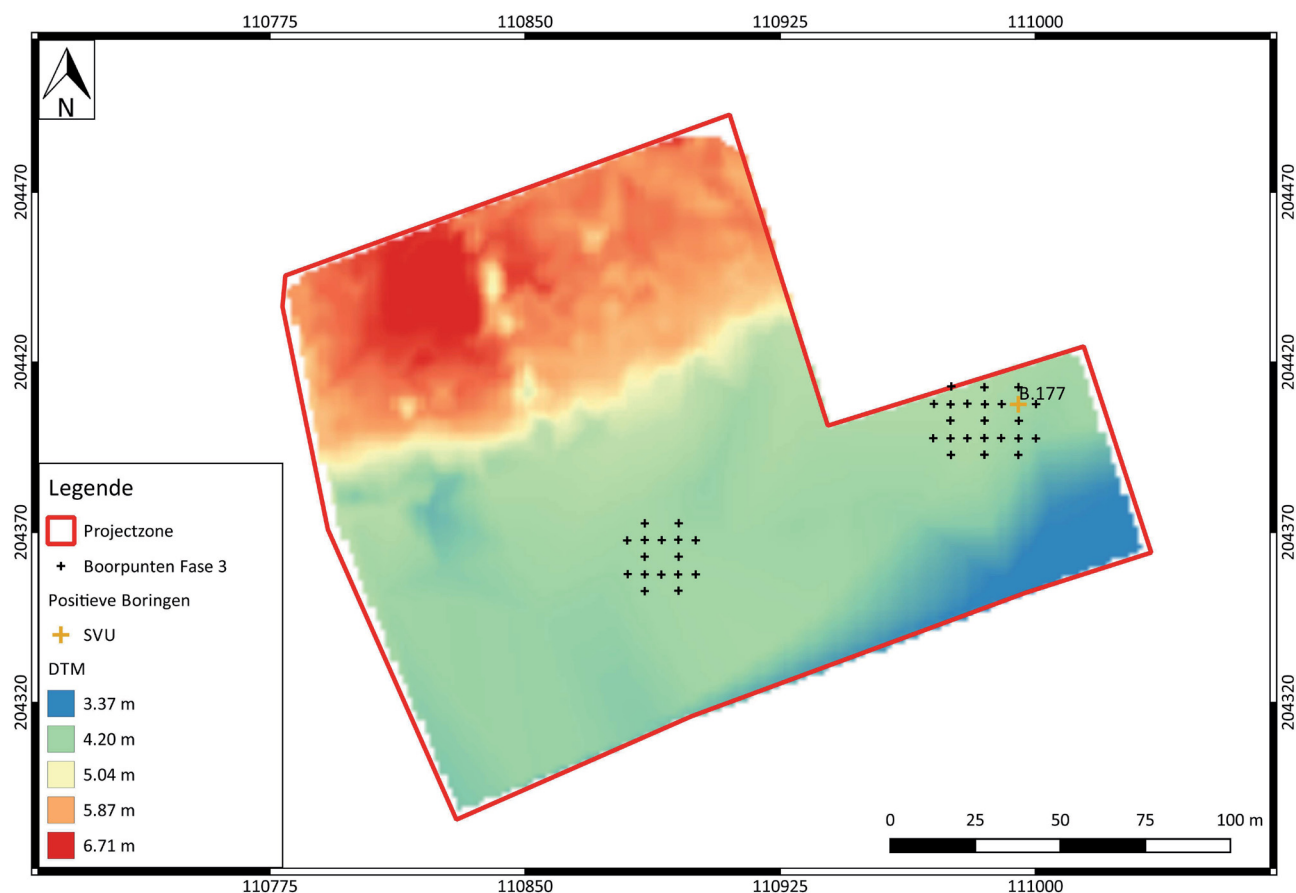 110775 110850 110925 111000
N
204470 204470
204420 204420
B.177
204370 204370
204320 204320
Legende
Projectzone
Boorpunten Fase 3
Positieve Boringen
SVU
DTM
3.37 m
4.20 m
5.04 m
5.87 m
6.71 m
0 25 50 75 100 m
110775 110850 110925 111000